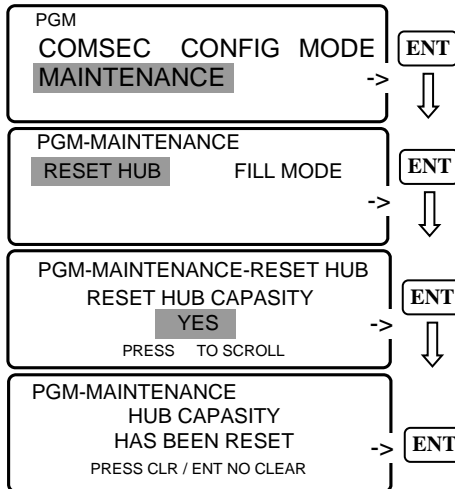 PGM
COMSEC CONFIG MODE
MAINTENANCE
->
ENT
PGM-MAINTENANCE
RESET HUB FILL MODE
->
ENT
PGM-MAINTENANCE-RESET HUB
RESET HUB CAPASITY
YES
->
PRESS TO SCROLL
ENT
PGM-MAINTENANCE
HUB CAPASITY
HAS BEEN RESET
->
PRESS CLR / ENT NO CLEAR
ENT